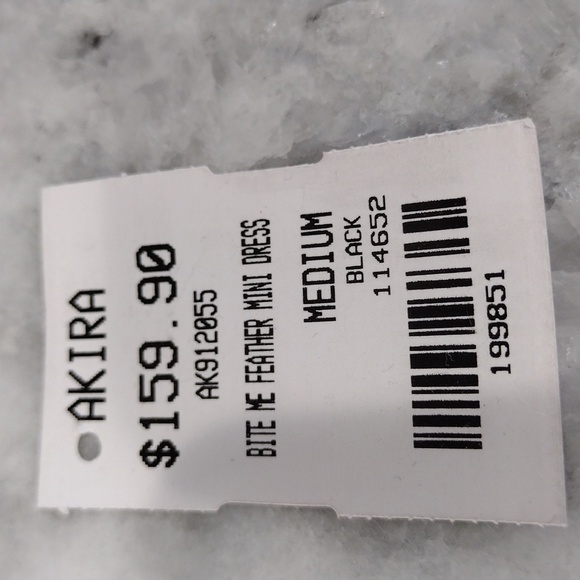 AKIRA
$159.90
AK912055
BITE ME FEATHER MINI DRESS
MEDIUM
BLACK
114652
199851